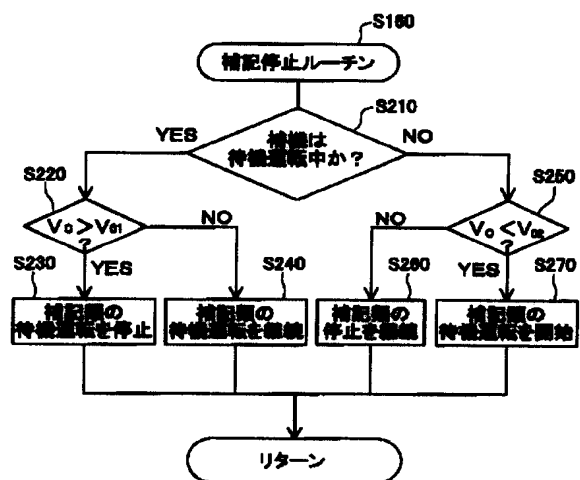 S160
補記停止ルーチン
S210
補機は
待機運転中か?
YES
NO
S220
V0>V01
?
NO
YES
S250
V0<V02
?
NO
YES
S230
補記類の
待機運転を停止
S240
補記類の
待機運転を継続
S260
補記類の
停止を継続
S270
補記類の
待機運転を開始
リターン